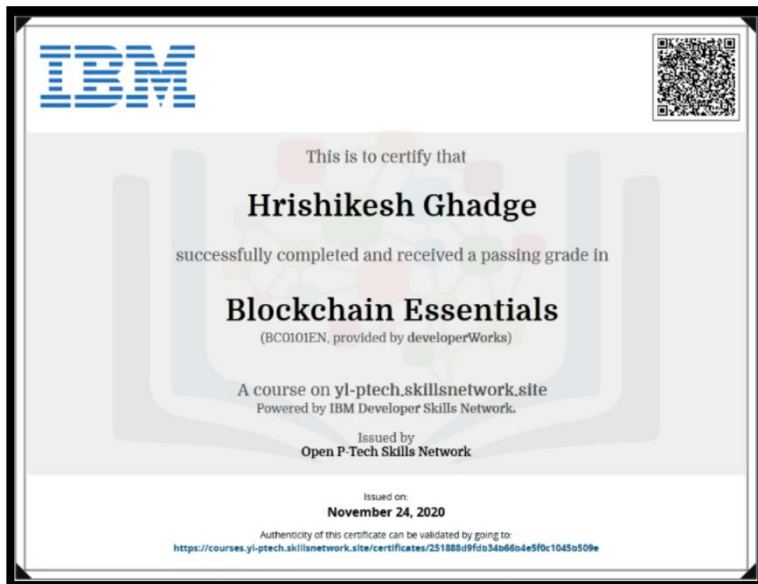 IBM
This is to certify that
Hrishikesh Ghadge
successfully completed and received a passing grade in
Blockchain Essentials
(BC0101EN, provided by developerWorks)
A course on yl-ptech.skillsnetwork.site
Powered by IBM Developer Skills Network.
Issued by
Open P-Tech Skills Network
Issued on:
November 24, 2020
Authenticity of this certificate can be validated by going to:
https://courses.yl-ptech.skillsnetwork.site/certificates/251888d9fdb34b66b4e5f0c1045b509e